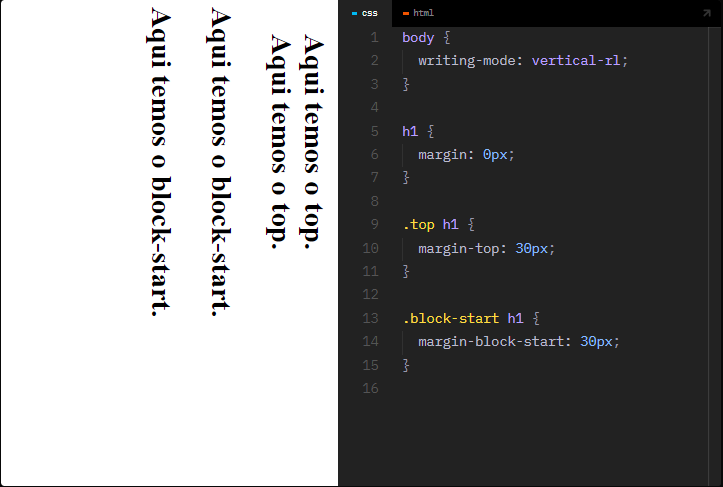 Aqui temos o top.
Aqui temos o top.
Aqui temos o block-start.
Aqui temos o block-start.
css html
1 body {
2 writing-mode: vertical-rl;
3 }
4
5 h1 {
6 margin: 0px;
7 }
8
9 .top h1 {
10 margin-top: 30px;
11 }
12
13 .block-start h1 {
14 margin-block-start: 30px;
15 }
16